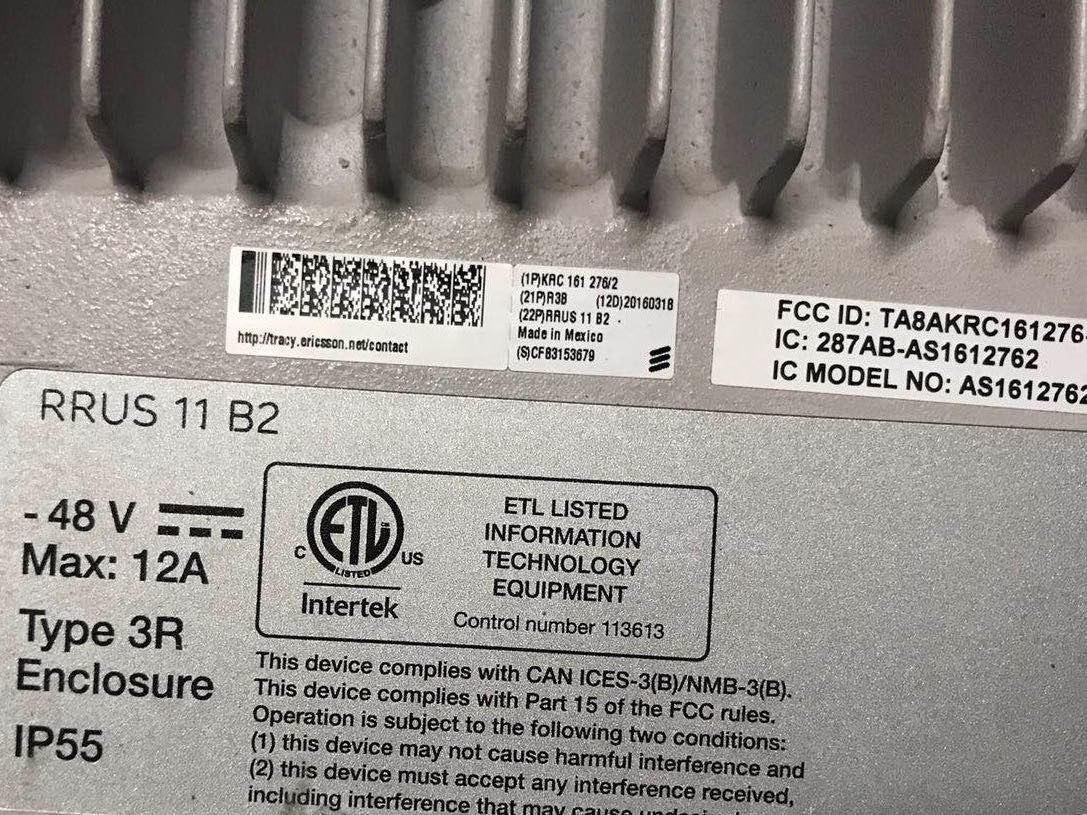 (1P)KRC 161 276/2
(21P)R3B (12D)20160318
(22P)RRUS 11 B2
Made in Mexico
(S)CF83153679
http://tracy.ericsson.net/contact
FCC ID: TA8AKRC161276-
IC: 287AB-AS1612762
IC MODEL NO: AS1612762
RRUS 11 B2
- 48 V
Max: 12A
Type 3R
Enclosure
IP55
C ETL CM US
LISTED
Intertek
ETL LISTED
INFORMATION
TECHNOLOGY
EQUIPMENT
Control number 113613
This device complies with CAN ICES-3(B)/NMB-3(B).
This device complies with Part 15 of the FCC rules.
Operation is subject to the following two conditions:
(1) this device may not cause harmful interference and
(2) this device must accept any interference received,
including interference that may cause